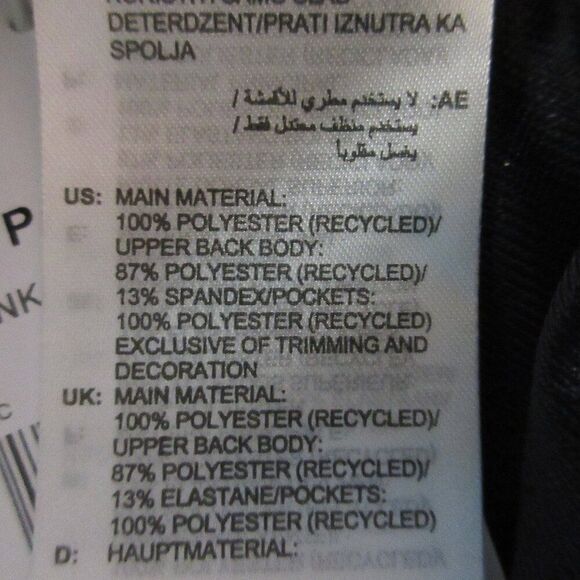 DETERDZENT/PRATI IZNUTRA KA
SPOLJA
AE: لا يستخدم مطري للألمشة /
يستخدم منظف معتدل فقط /
يغسل مقلوباً
US: MAIN MATERIAL:
100% POLYESTER (RECYCLED)/
UPPER BACK BODY:
87% POLYESTER (RECYCLED)/
13% SPANDEX/POCKETS:
100% POLYESTER (RECYCLED)
EXCLUSIVE OF TRIMMING AND
DECORATION
UK: MAIN MATERIAL:
100% POLYESTER (RECYCLED)/
UPPER BACK BODY:
87% POLYESTER (RECYCLED)/
13% ELASTANE/POCKETS:
100% POLYESTER (RECYCLED)
D: HAUPTMATERIAL:
P
NK
C